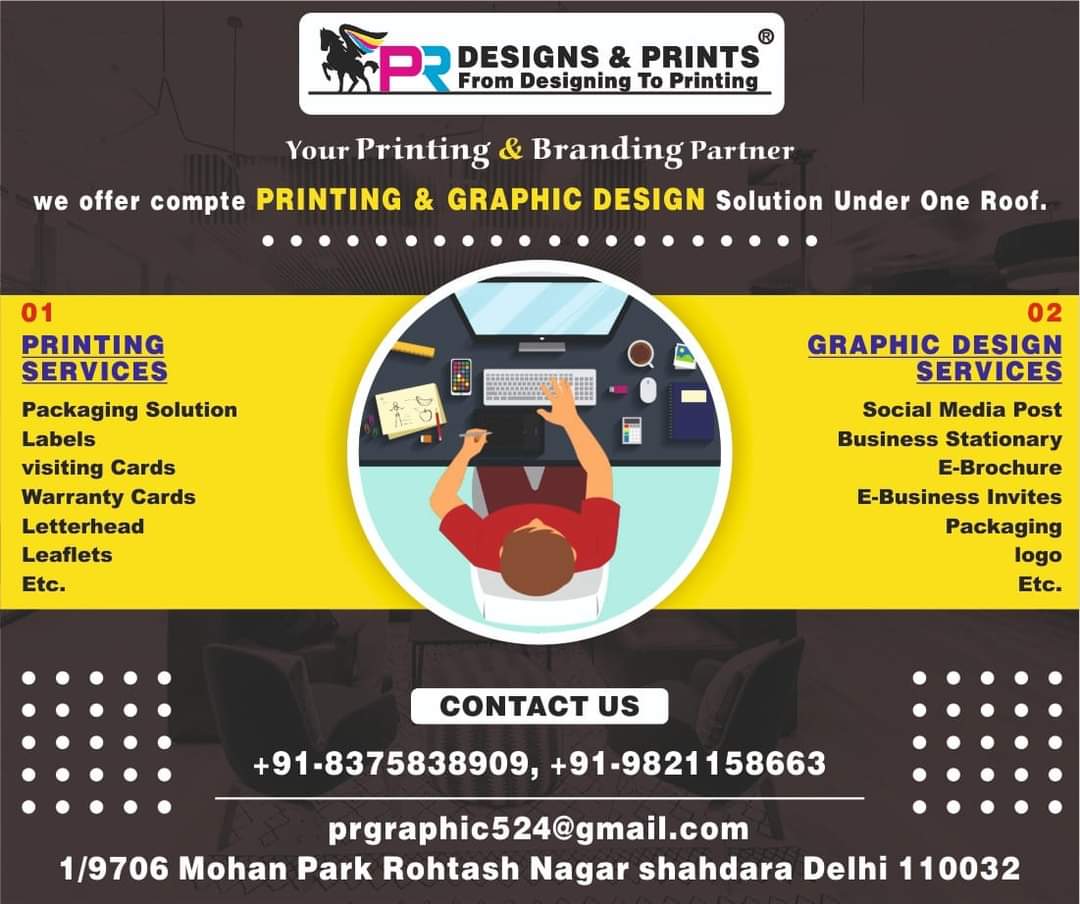 PR DESIGNS & PRINTS®
From Designing To Printing
Your Printing & Branding Partner
we offer compte PRINTING & GRAPHIC DESIGN Solution Under One Roof.
01
PRINTING
SERVICES
Packaging Solution
Labels
visiting Cards
Warranty Cards
Letterhead
Leaflets
Etc.
02
GRAPHIC DESIGN
SERVICES
Social Media Post
Business Stationary
E-Brochure
E-Business Invites
Packaging
logo
Etc.
CONTACT US
+91-8375838909, +91-9821158663
prgraphic524@gmail.com
1/9706 Mohan Park Rohtash Nagar shahdara Delhi 110032